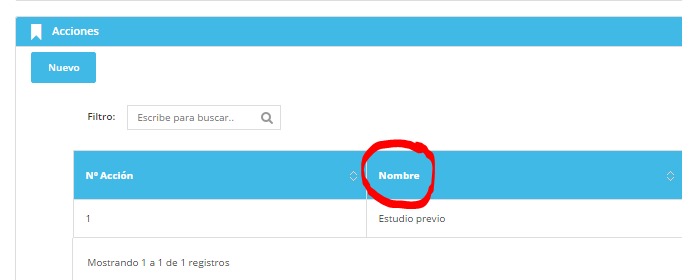 Acciones
Nuevo
Filtro: Escribe para buscar..
Nº Acción Nombre
1 Estudio previo
Mostrando 1 a 1 de 1 registros